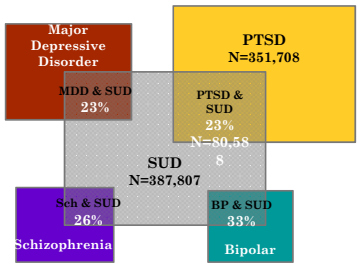 Major
Depressive
Disorder
PTSD
N=351,708
MDD & SUD
23%
PTSD &
SUD
23%
N=80,58
8
SUD
N=387,807
Sch & SUD
26%
BP & SUD
33%
Schizophrenia
Bipolar